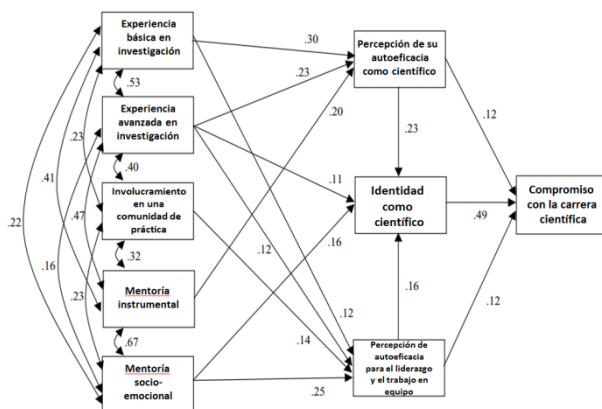 Experiencia
básica en
investigación
Experiencia
avanzada en
investigación
Involucramiento
en una
comunidad de
práctica
Mentoría
instrumental
Mentoría
socio-
emocional
.53
.40
.32
.67
.23
.41
.47
.22
.16
.23
.30
.23
.20
.11
.16
.12
.12
.14
.25
Percepción de su
autoeficacia
como científico
.23
Identidad
como
científico
.16
Percepción de
autoeficacia
para el liderazgo
y el trabajo en
equipo
.12
.49
.12
Compromiso
con la carrera
científica